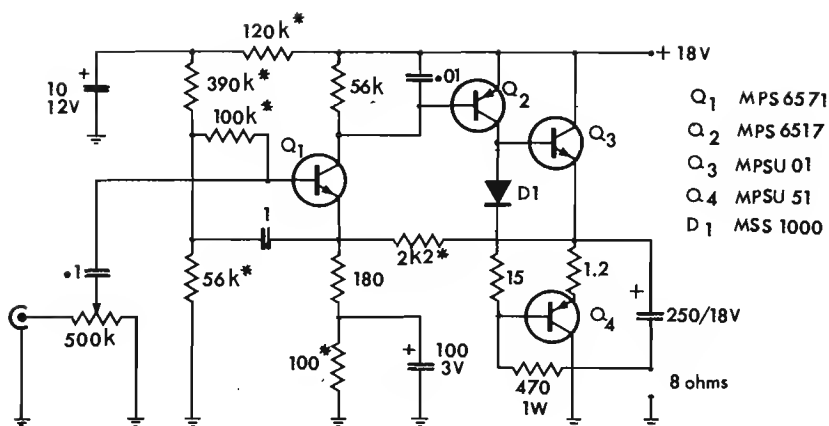 120k*
+ 18V
10
12V
+
390k*
56k
.01
Q2
100k*
Q1
Q3
Q1 MPS 6571
Q2 MPS 6517
Q3 MPSU 01
Q4 MPSU 51
D1 MSS 1000
D1
1
2k2*
56k*
180
15
1.2
+
.1
Q4
250/18V
500k
100*
+
100
3V
470
1W
8 ohms